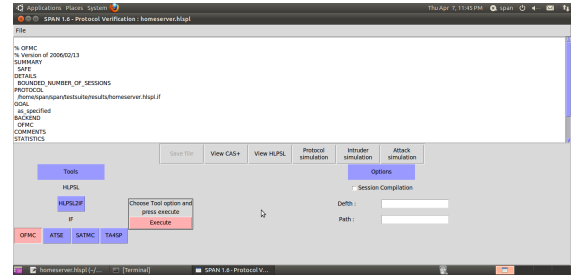 Applications Places System Thu Apr 7, 11:45 PM span
SPAN 1.6 - Protocol Verification : homeserver.hlspl
File
% OFMC
% Version of 2006/02/13
SUMMARY
SAFE
DETAILS
BOUNDED_NUMBER_OF_SESSIONS
PROTOCOL
/home/span/span/testsuite/results/homeserver.hlspl.if
GOAL
as_specified
BACKEND
OFMC
COMMENTS
STATISTICS
Save file View CAS+ View HLPSL Protocol simulation Intruder simulation Attack simulation
Tools Options
HLPSL
Session Compilation
HLPSL2IF
Choose Tool option and
press execute
Defth :
IF
Execute
Path :
OFMC ATSE SATMC TA4SP
homeserver.hlspl (~/... [Terminal] SPAN 1.6 - Protocol V...